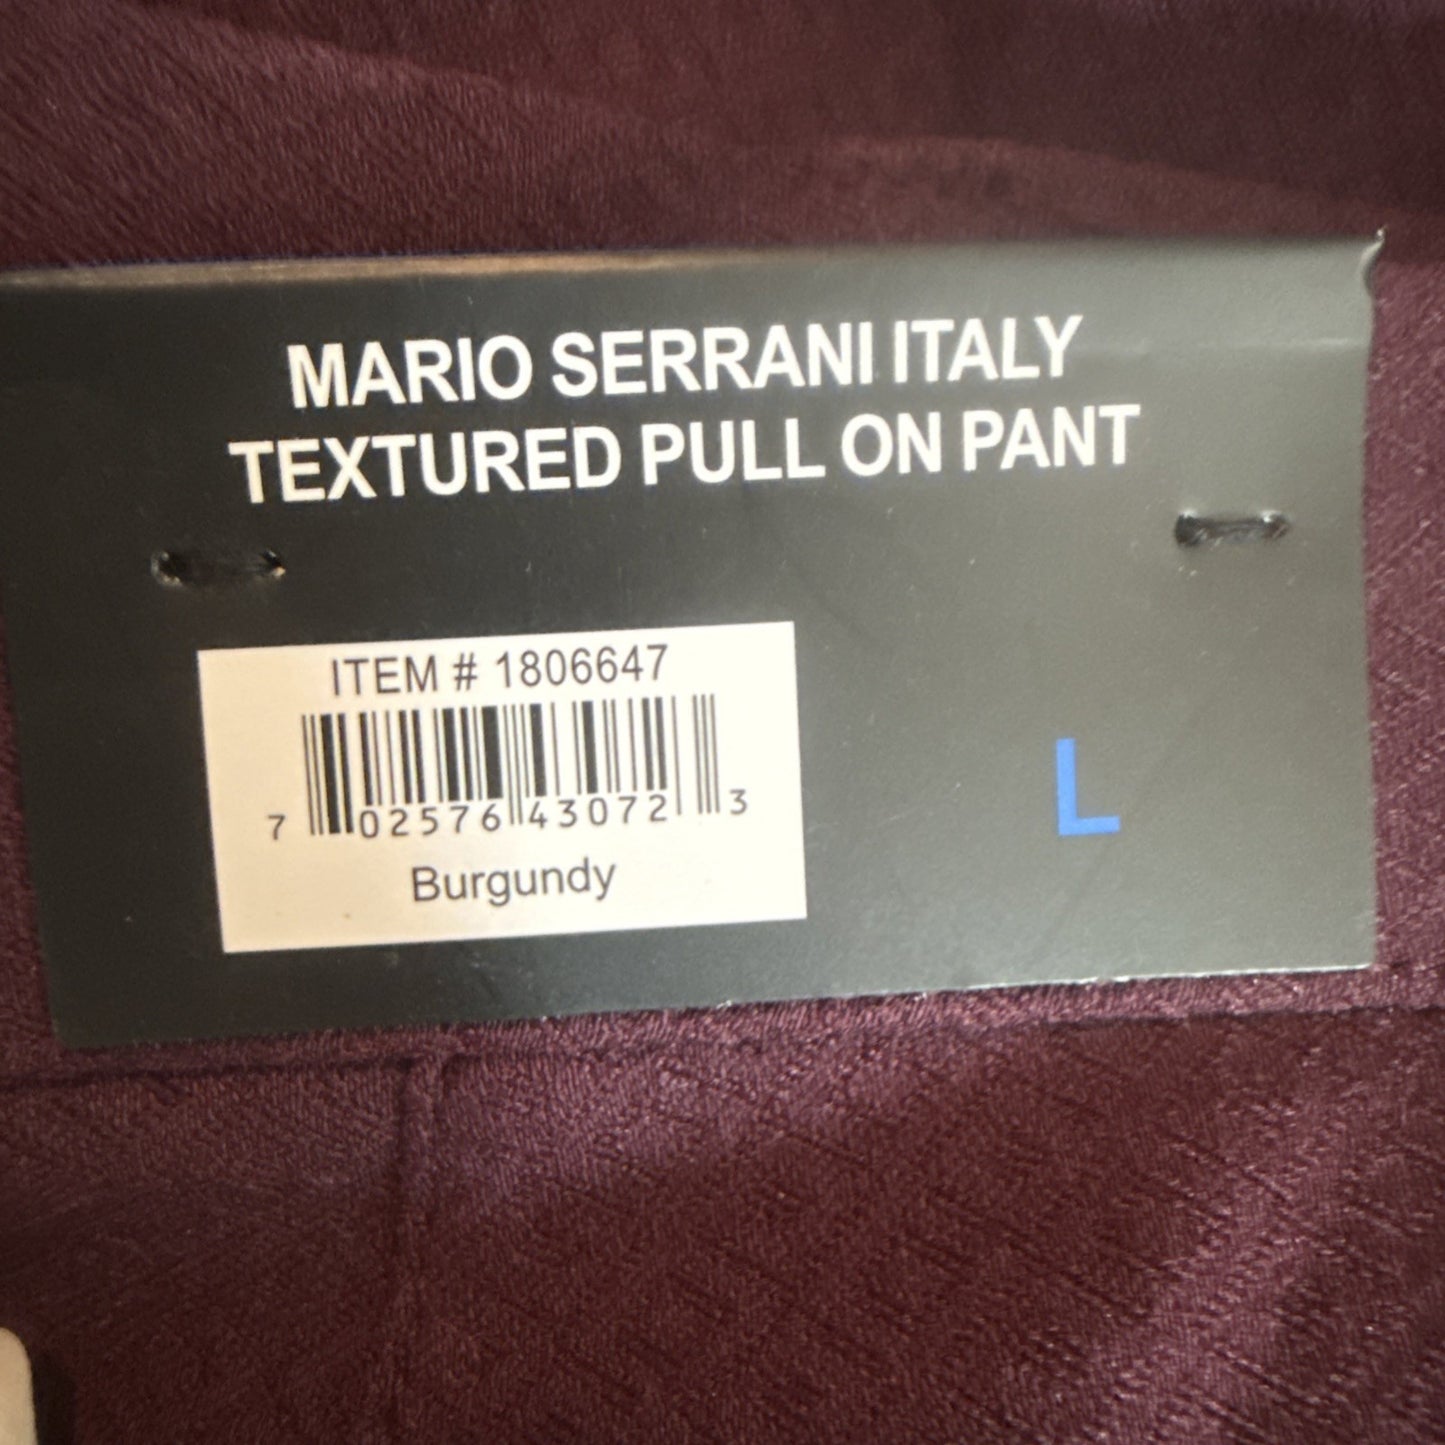 MARIO SERRANI ITALY
TEXTURED PULL ON PANT
ITEM # 1806647
7 02576 43072 3
Burgundy
L